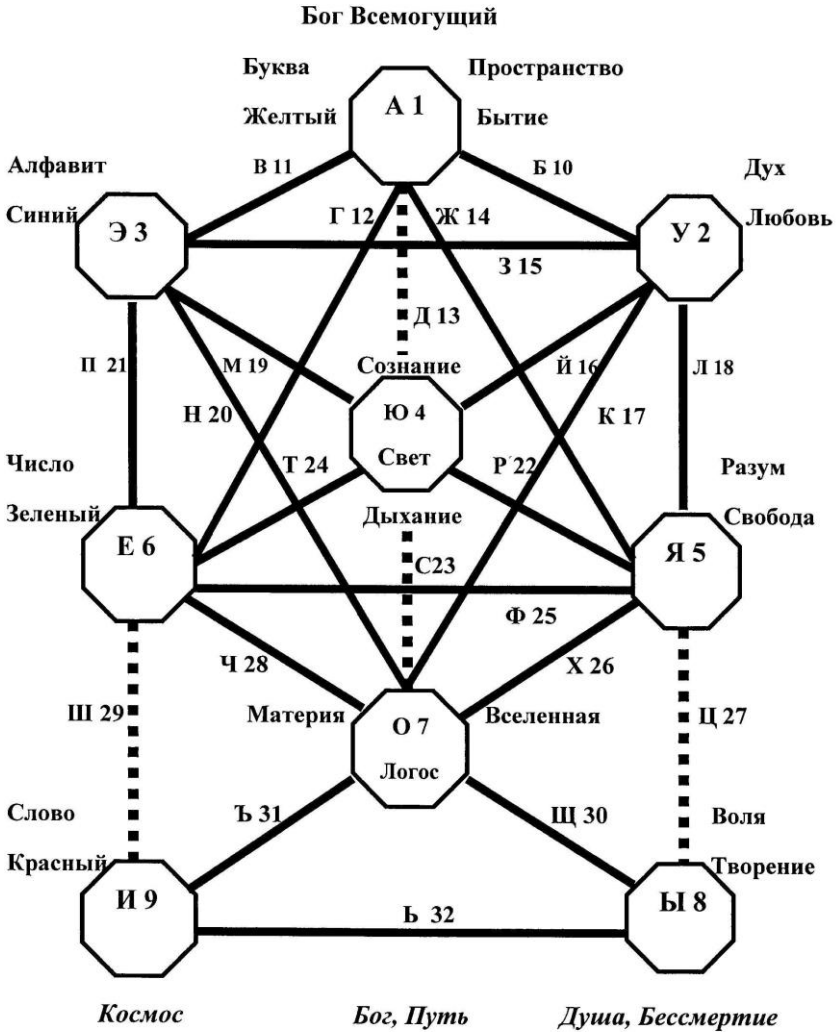 Бог Всемогущий
Буква Пространство
А 1
Желтый Бытие
Алфавит В 11 Б 10 Дух
Синий Э 3 Г 12 Ж 14 У 2 Любовь
З 15
Д 13
П 21 М 19 Сознание Й 16 Л 18
Н 20 Ю 4 К 17
Число Т 24 Свет Р 22 Разум
Зеленый Дыхание Свобода
Е 6 С23 Я 5
Ф 25
Ч 28 Х 26
Ш 29 Материя О 7 Вселенная Ц 27
Логос
Слово Ъ 31 Щ 30 Воля
Красный Творение
И 9 Ь 32 Ы 8
Космос Бог, Путь Душа, Бессмертие